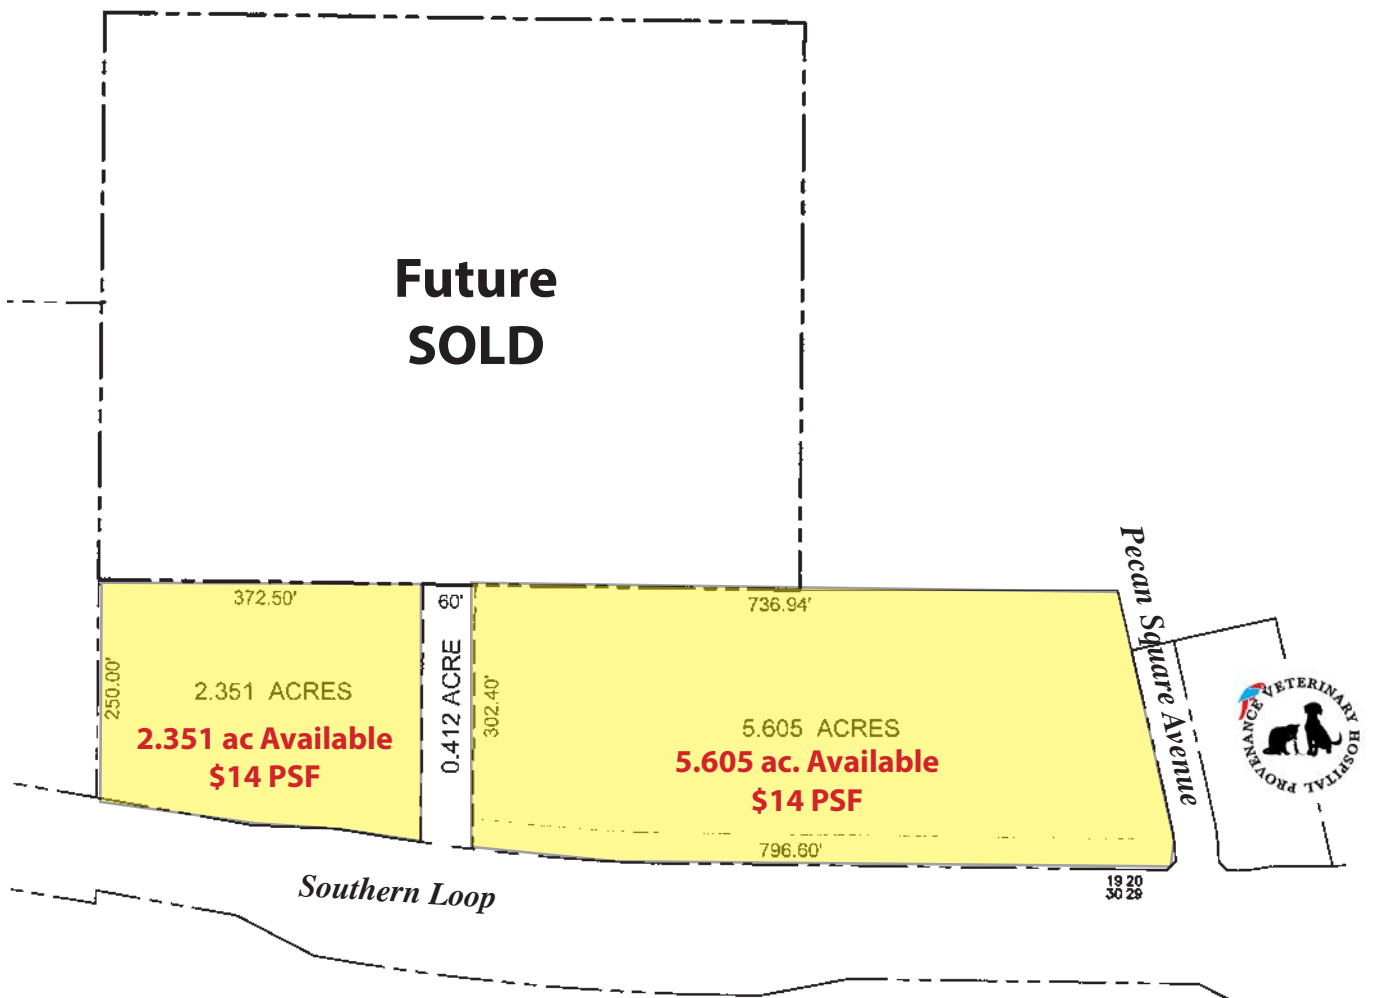 Future
SOLD
372.50'
60'
736.94'
250.00'
2.351 ACRES
2.351 ac Available
$14 PSF
0.412 ACRE
302.40'
5.605 ACRES
5.605 ac. Available
$14 PSF
796.60'
Pecan Square Avenue
PROVENANCE VETERINARY HOSPITAL
Southern Loop
19 20
30 29